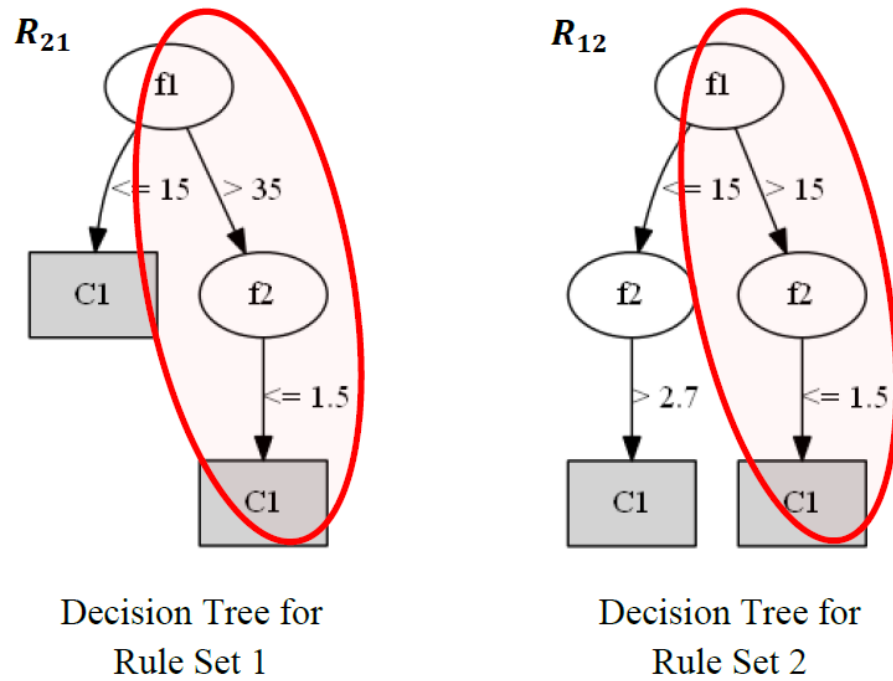 R21
f1
<= 15
> 35
C1
f2
<= 1.5
C1
Decision Tree for
Rule Set 1
R12
f1
<= 15
> 15
f2
f2
> 2.7
<= 1.5
C1
C1
Decision Tree for
Rule Set 2